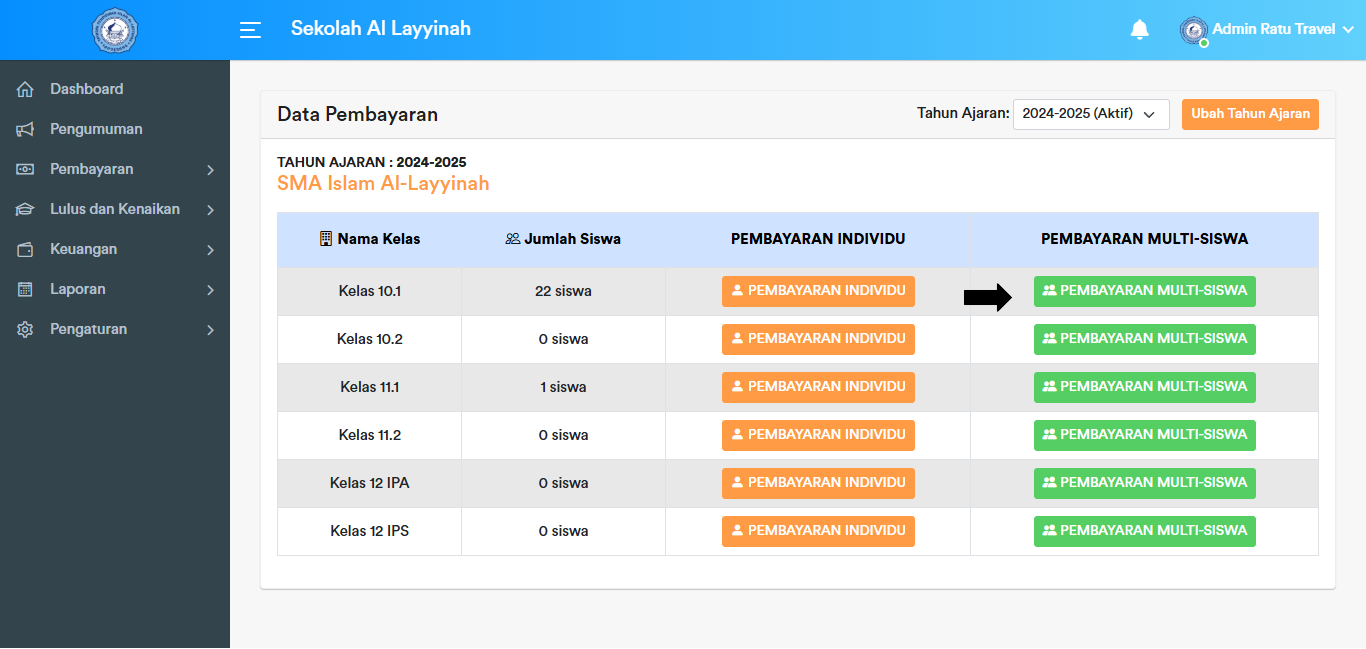 Sekolah Al Layyinah
Admin Ratu Travel
Dashboard
Pengumuman
Pembayaran
Lulus dan Kenaikan
Keuangan
Laporan
Pengaturan
Data Pembayaran
Tahun Ajaran: 2024-2025 (Aktif) Ubah Tahun Ajaran
TAHUN AJARAN : 2024-2025
SMA Islam Al-Layyinah
Nama Kelas Jumlah Siswa PEMBAYARAN INDIVIDU PEMBAYARAN MULTI-SISWA
Kelas 10.1 22 siswa PEMBAYARAN INDIVIDU PEMBAYARAN MULTI-SISWA
Kelas 10.2 0 siswa PEMBAYARAN INDIVIDU PEMBAYARAN MULTI-SISWA
Kelas 11.1 1 siswa PEMBAYARAN INDIVIDU PEMBAYARAN MULTI-SISWA
Kelas 11.2 0 siswa PEMBAYARAN INDIVIDU PEMBAYARAN MULTI-SISWA
Kelas 12 IPA 0 siswa PEMBAYARAN INDIVIDU PEMBAYARAN MULTI-SISWA
Kelas 12 IPS 0 siswa PEMBAYARAN INDIVIDU PEMBAYARAN MULTI-SISWA